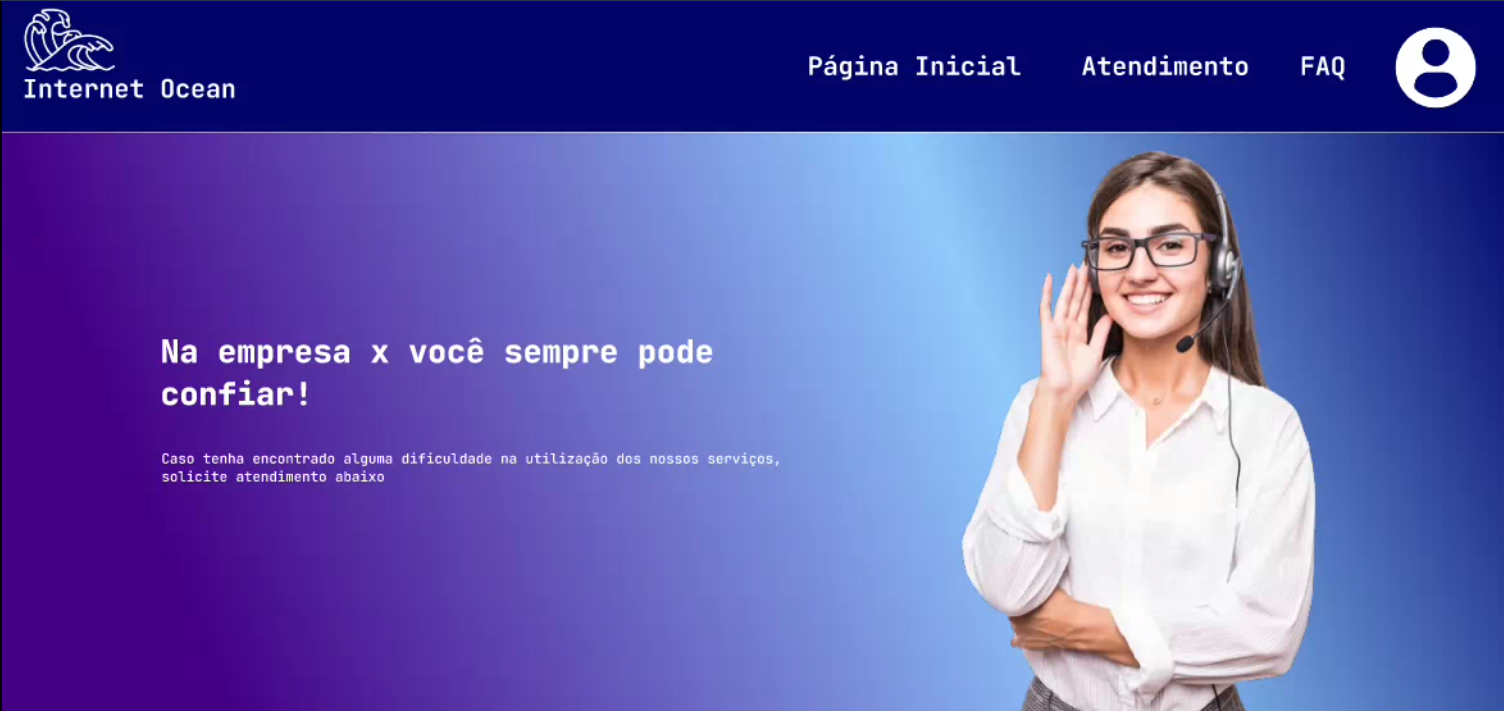 Internet Ocean
Página Inicial
Atendimento
FAQ
Na empresa x você sempre pode
confiar!
Caso tenha encontrado alguma dificuldade na utilização dos nossos serviços,
solicite atendimento abaixo